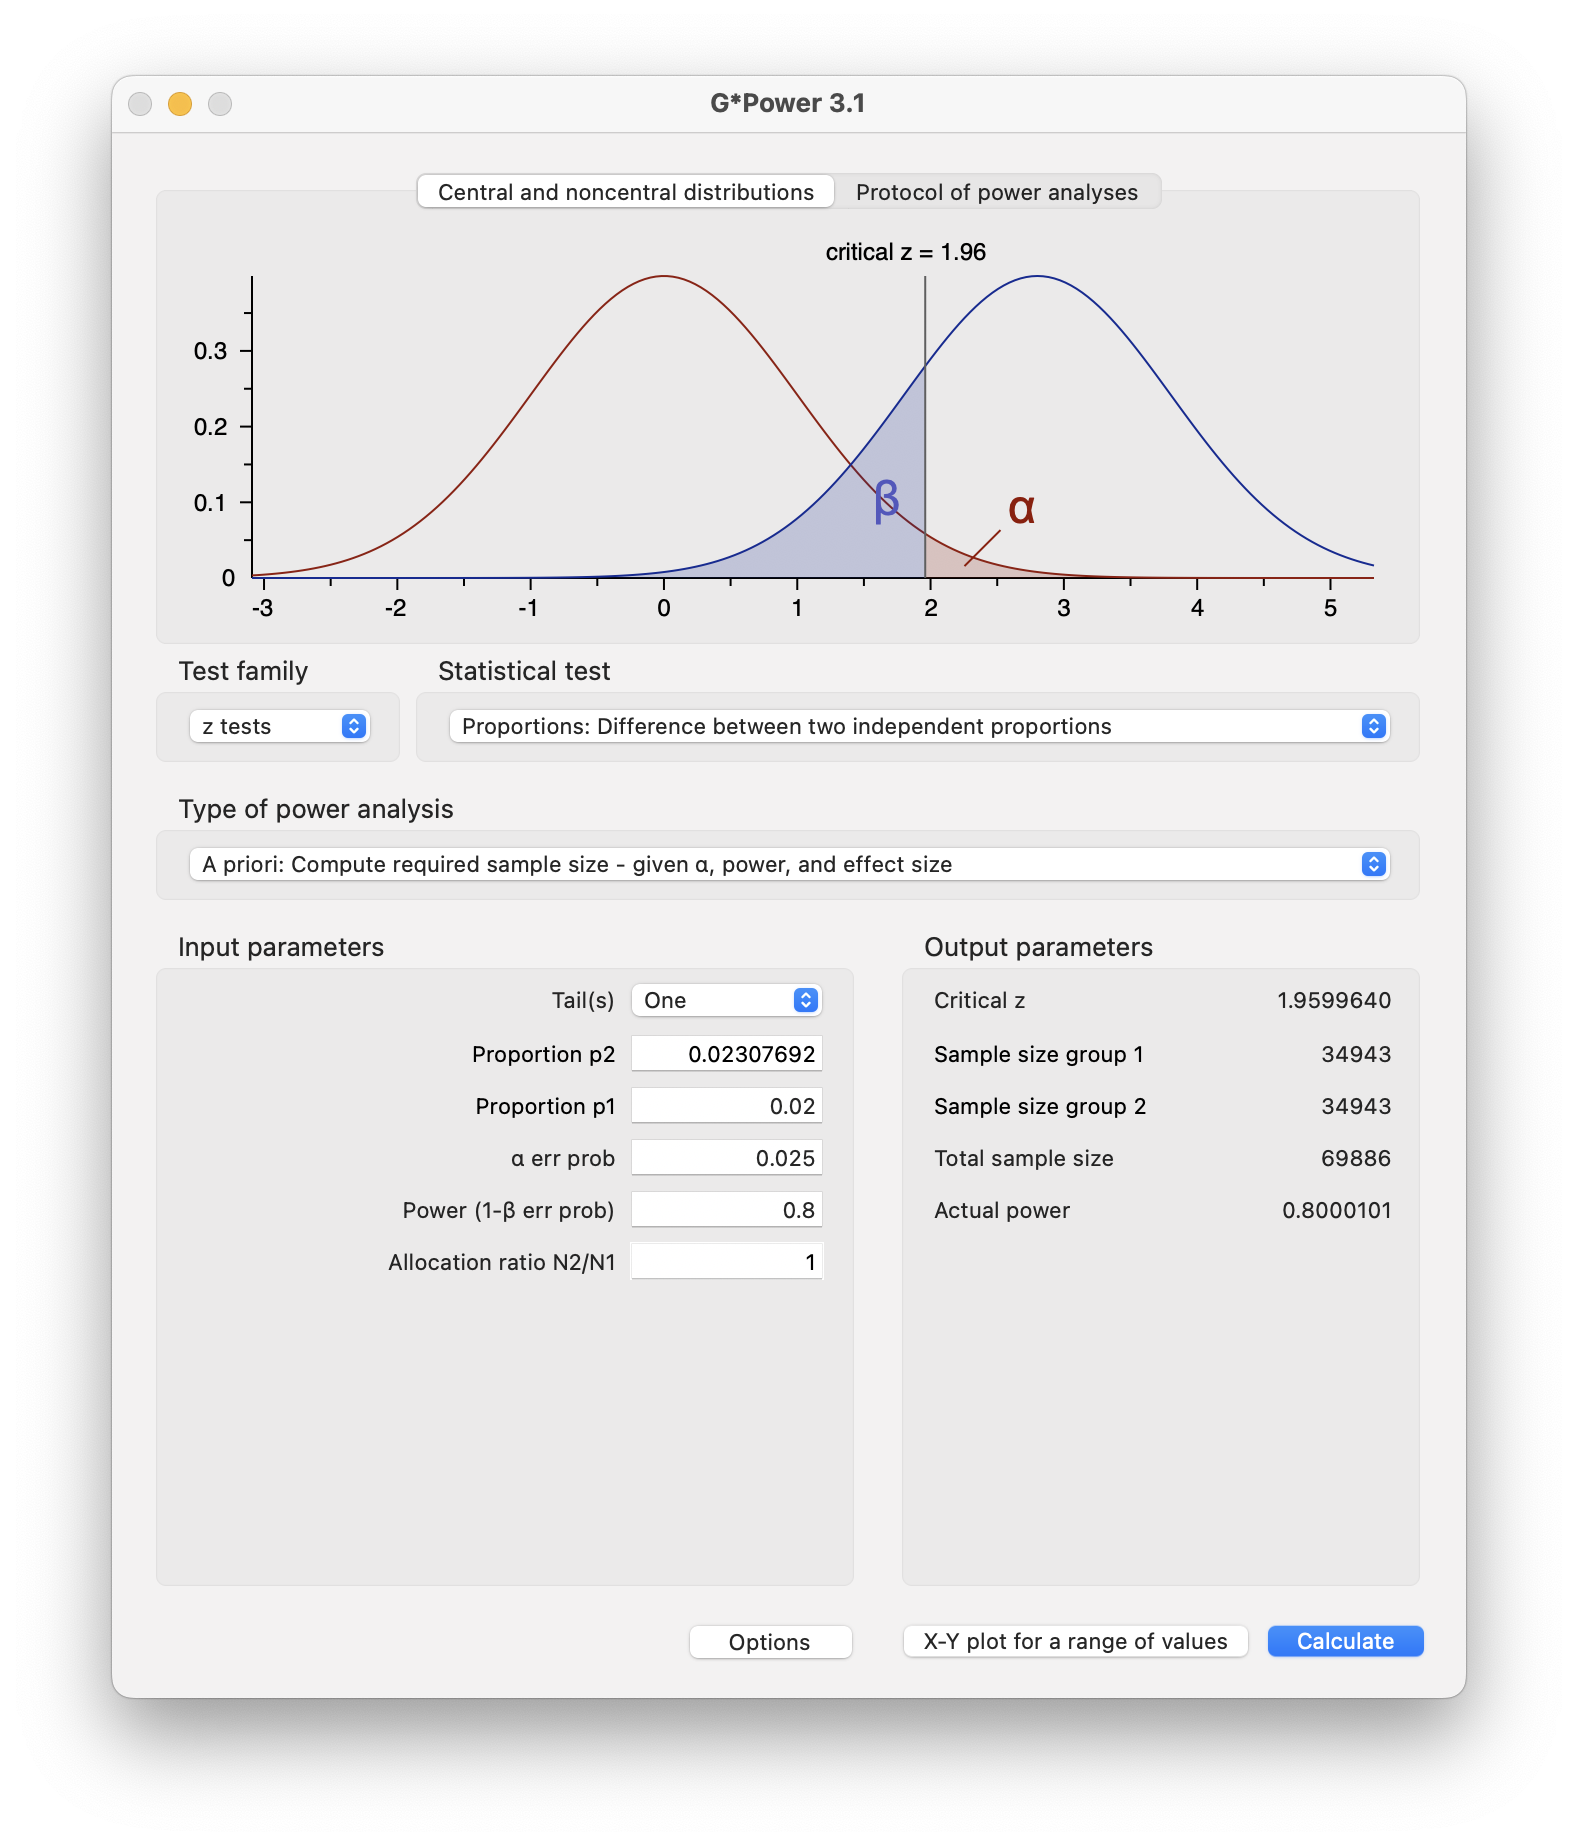 G*Power 3.1
Central and noncentral distributions
Protocol of power analyses
critical z = 1.96
0.3
0.2
0.1
0
β
α
-3 -2 -1 0 1 2 3 4 5
Test family
Statistical test
z tests
Proportions: Difference between two independent proportions
Type of power analysis
A priori: Compute required sample size - given α, power, and effect size
Input parameters
Tail(s) One
Proportion p2 0.02307692
Proportion p1 0.02
α err prob 0.025
Power (1-β err prob) 0.8
Allocation ratio N2/N1 1
Output parameters
Critical z 1.9599640
Sample size group 1 34943
Sample size group 2 34943
Total sample size 69886
Actual power 0.8000101
Options
X-Y plot for a range of values
Calculate